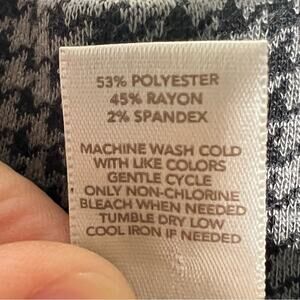 53% POLYESTER
45% RAYON
2% SPANDEX
MACHINE WASH COLD
WITH LIKE COLORS
GENTLE CYCLE
ONLY NON-CHLORINE
BLEACH WHEN NEEDED
TUMBLE DRY LOW
COOL IRON IF NEEDED